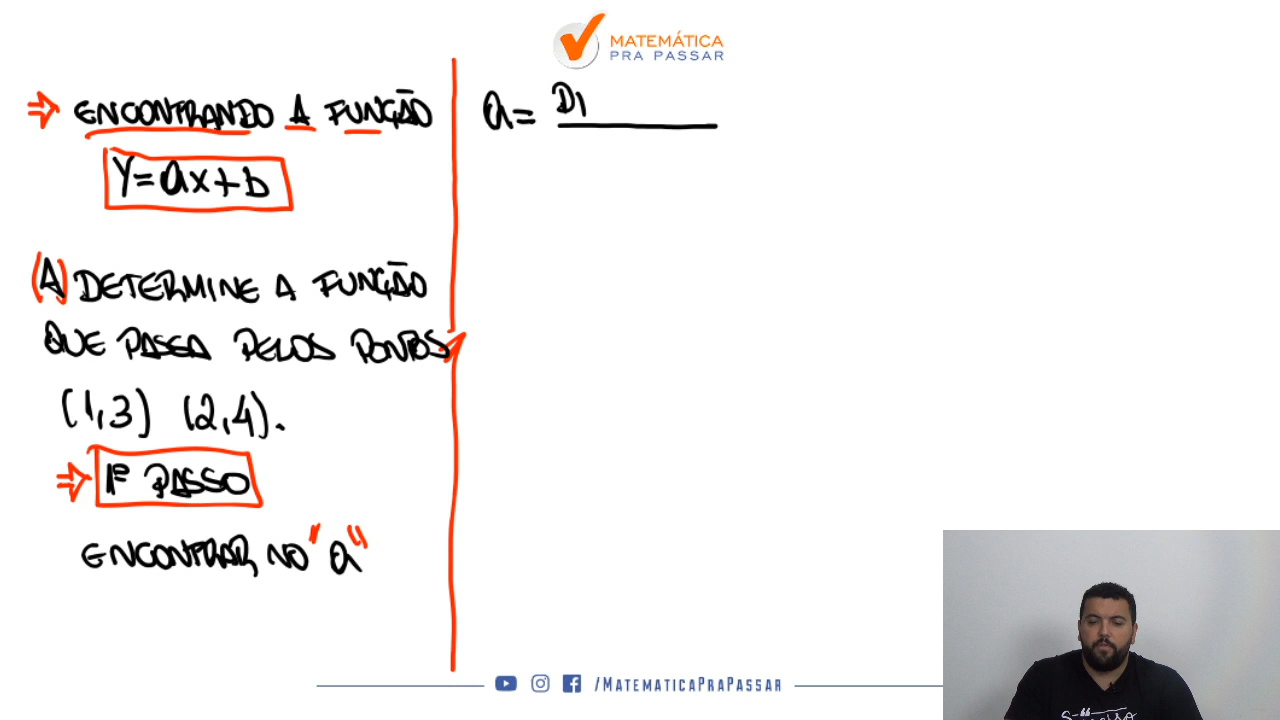 MATEMÁTICA
PRA PASSAR
⇒ ENCONTRANDO A FUNÇÃO
Y=ax+b
(A) DETERMINE A FUNÇÃO
QUE PASSA PELOS PONTOS
(1,3) (2,4).
⇒ 1º PASSO
ENCONTRAR NO "a"
a= DI
/MATEMATICAPRAPASSAR